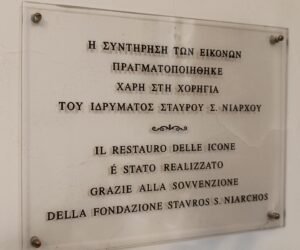 Η ΣΥΝΤΗΡΗΣΗ ΤΩΝ ΕΙΚΟΝΩΝ
ΠΡΑΓΜΑΤΟΠΟΙΗΘΗΚΕ
ΧΑΡΗ ΣΤΗ ΧΟΡΗΓΙΑ
ΤΟΥ ΙΔΡΥΜΑΤΟΣ ΣΤΑΥΡΟΥ Σ. ΝΙΑΡΧΟΥ
IL RESTAURO DELLE ICONE
É STATO REALIZZATO
GRAZIE ALLA SOVVENZIONE
DELLA FONDAZIONE STAVROS S. NIARCHOS